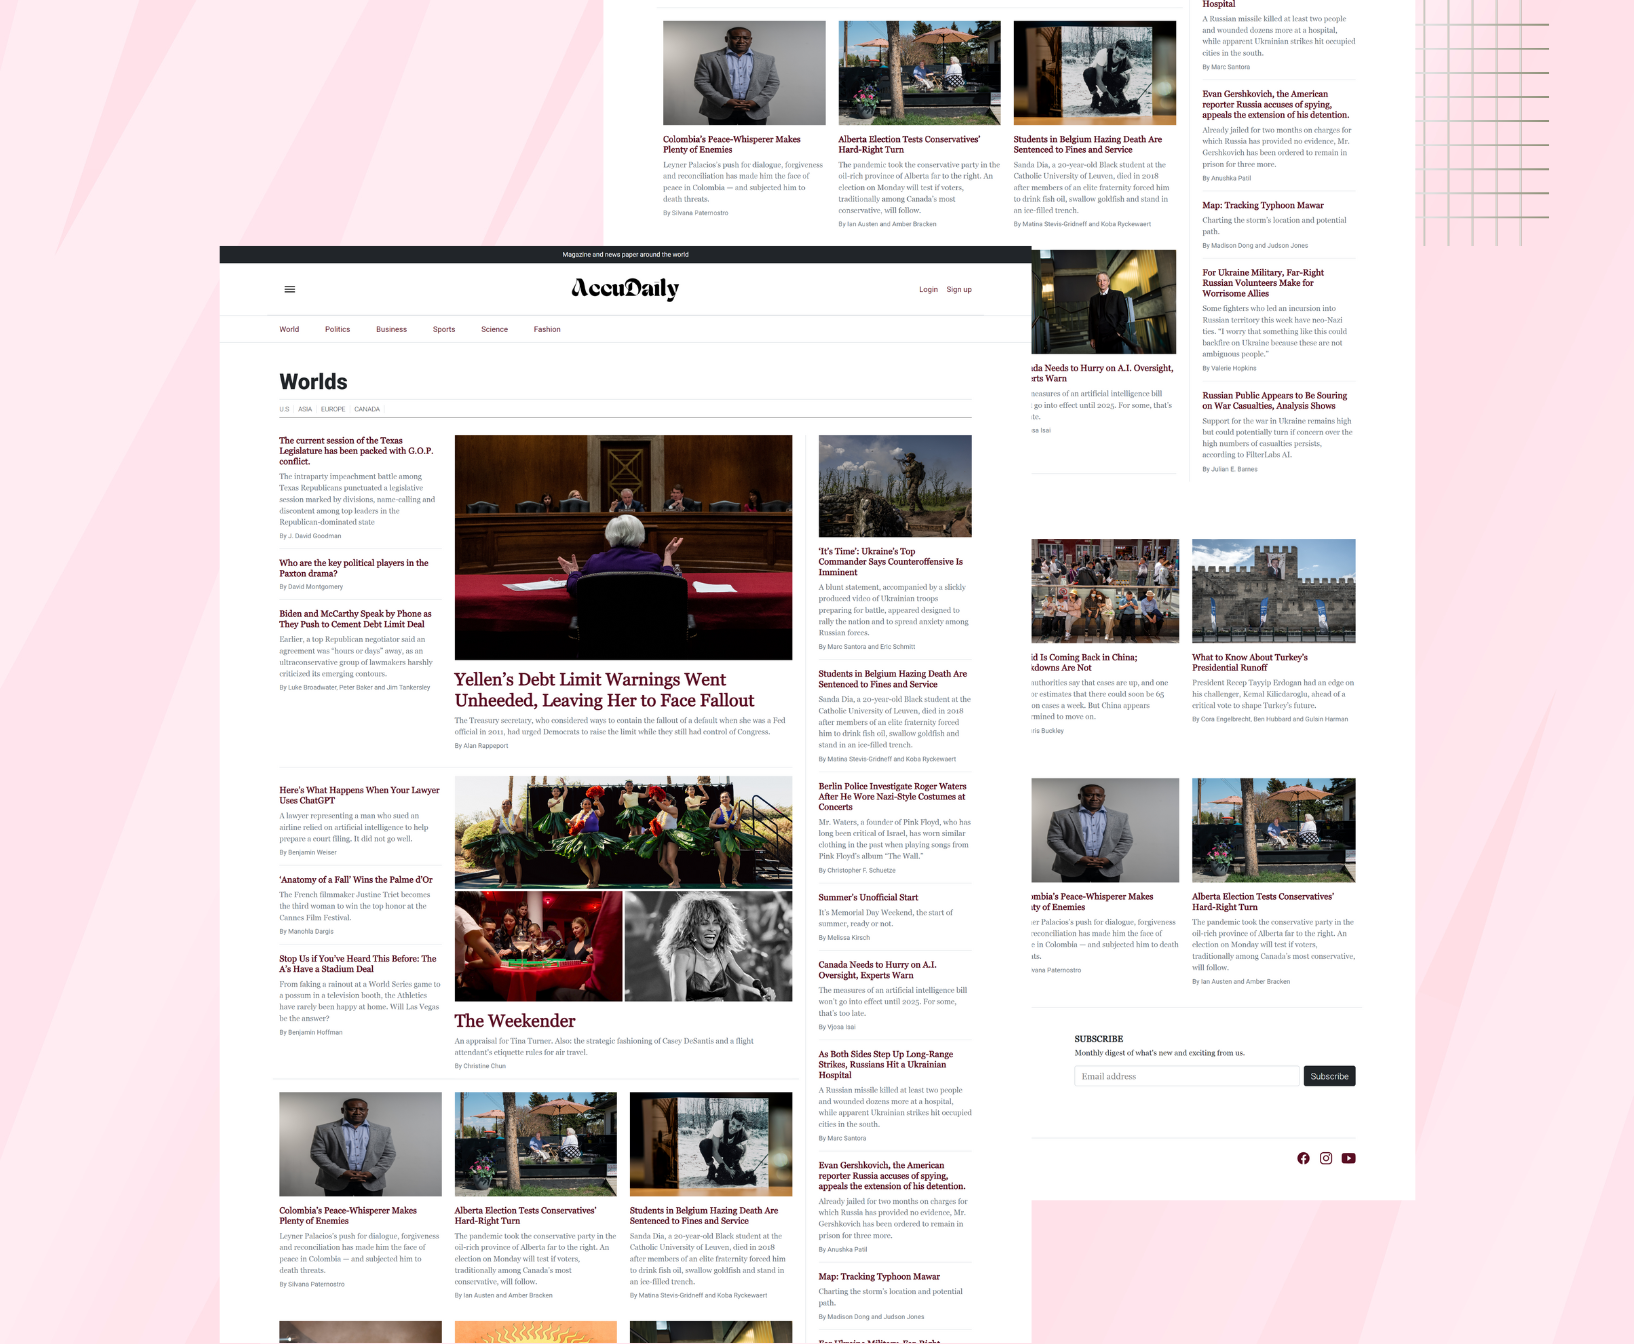 Magazine and news paper around the world
AccuDaily
Login Sign up
World Politics Business Sports Science Fashion
Worlds
U.S ASIA EUROPE CANADA
The current session of the Texas
Legislature has been packed with G.O.P.
conflict.
The intraparty impeachment battle among
Texas Republicans punctuated a legislative
session marked by divisions, name-calling and
discontent among top leaders in the
Republican-dominated state
By J. David Goodman
Who are the key political players in the
Paxton drama?
By David Montgomery
Biden and McCarthy Speak by Phone as
They Push to Cement Debt Limit Deal
Earlier, a top Republican negotiator said an
agreement was “hours or days” away, as an
ultraconservative group of lawmakers harshly
criticized its emerging contours.
By Luke Broadwater, Peter Baker and Jim Tankersley
Yellen’s Debt Limit Warnings Went
Unheeded, Leaving Her to Face Fallout
The Treasury secretary, who considered ways to contain the fallout of a default when she was a Fed
official in 2011, had urged Democrats to raise the limit while they still had control of Congress.
By Alan Rappeport
Here’s What Happens When Your Lawyer
Uses ChatGPT
A lawyer representing a man who sued an
airline relied on artificial intelligence to help
prepare a court filing. It did not go well.
By Benjamin Weiser
‘Anatomy of a Fall’ Wins the Palme d’Or
The French filmmaker Justine Triet becomes
the third woman to win the top honor at the
Cannes Film Festival.
By Manohla Dargis
Stop Us if You’ve Heard This Before: The
A’s Have a Stadium Deal
From faking a rainout at a World Series game to
a possum in a television booth, the Athletics
have rarely been happy at home. Will Las Vegas
be the answer?
By Benjamin Hoffman
The Weekender
An appraisal for Tina Turner. Also: the strategic fashioning of Casey DeSantis and a flight
attendant’s etiquette rules for air travel.
By Christine Chun
Colombia’s Peace-Whisperer Makes
Plenty of Enemies
Leyner Palacios’s push for dialogue, forgiveness
and reconciliation has made him the face of
peace in Colombia — and subjected him to
death threats.
By Silvana Paternostro
Alberta Election Tests Conservatives’
Hard-Right Turn
The pandemic took the conservative party in the
oil-rich province of Alberta far to the right. An
election on Monday will test if voters,
traditionally among Canada’s most
conservative, will follow.
By Ian Austen and Amber Bracken
Students in Belgium Hazing Death Are
Sentenced to Fines and Service
Sanda Dia, a 20-year-old Black student at the
Catholic University of Leuven, died in 2018
after members of an elite fraternity forced him
to drink fish oil, swallow goldfish and stand in
an ice-filled trench.
By Matina Stevis-Gridneff and Koba Ryckewaert
‘It’s Time’: Ukraine’s Top
Commander Says Counteroffensive Is
Imminent
A blunt statement, accompanied by a slickly
produced video of Ukrainian troops
preparing for battle, appeared designed to
rally the nation and to spread anxiety among
Russian forces.
By Marc Santora and Eric Schmitt
Students in Belgium Hazing Death Are
Sentenced to Fines and Service
Sanda Dia, a 20-year-old Black student at the
Catholic University of Leuven, died in 2018
after members of an elite fraternity forced
him to drink fish oil, swallow goldfish and
stand in an ice-filled trench.
By Matina Stevis-Gridneff and Koba Ryckewaert
Berlin Police Investigate Roger Waters
After He Wore Nazi-Style Costumes at
Concerts
Mr. Waters, a founder of Pink Floyd, who has
long been critical of Israel, has worn similar
clothing in the past when playing songs from
Pink Floyd’s album “The Wall.”
By Christopher F. Schuetze
Summer’s Unofficial Start
It’s Memorial Day Weekend, the start of
summer, ready or not.
By Melissa Kirsch
Canada Needs to Hurry on A.I.
Oversight, Experts Warn
The measures of an artificial intelligence bill
won’t go into effect until 2025. For some,
that’s too late.
By Vjosa Isai
As Both Sides Step Up Long-Range
Strikes, Russians Hit a Ukrainian
Hospital
A Russian missile killed at least two people
and wounded dozens more at a hospital,
while apparent Ukrainian strikes hit occupied
cities in the south.
By Marc Santora
Evan Gershkovich, the American
reporter Russia accuses of spying,
appeals the extension of his detention.
Already jailed for two months on charges for
which Russia has provided no evidence, Mr.
Gershkovich has been ordered to remain in
prison for three more.
By Anushka Patil
Map: Tracking Typhoon Mawar
Charting the storm’s location and potential
path.
By Madison Dong and Judson Jones
For Ukraine Military, Far-Right
Colombia’s Peace-Whisperer Makes
Plenty of Enemies
Leyner Palacios’s push for dialogue, forgiveness
and reconciliation has made him the face of
peace in Colombia — and subjected him to
death threats.
By Silvana Paternostro
Alberta Election Tests Conservatives’
Hard-Right Turn
The pandemic took the conservative party in the
oil-rich province of Alberta far to the right. An
election on Monday will test if voters,
traditionally among Canada’s most
conservative, will follow.
By Ian Austen and Amber Bracken
Students in Belgium Hazing Death Are
Sentenced to Fines and Service
Sanda Dia, a 20-year-old Black student at the
Catholic University of Leuven, died in 2018
after members of an elite fraternity forced him
to drink fish oil, swallow goldfish and stand in
an ice-filled trench.
By Matina Stevis-Gridneff and Koba Ryckewaert
Needs to Hurry on A.I. Oversight,
Warn
measures of an artificial intelligence bill
go into effect until 2025. For some, that’s
Isai
Hospital
A Russian missile killed at least two people
and wounded dozens more at a hospital,
while apparent Ukrainian strikes hit occupied
cities in the south.
By Marc Santora
Evan Gershkovich, the American
reporter Russia accuses of spying,
appeals the extension of his detention.
Already jailed for two months on charges for
which Russia has provided no evidence, Mr.
Gershkovich has been ordered to remain in
prison for three more.
By Anushka Patil
Map: Tracking Typhoon Mawar
Charting the storm’s location and potential
path.
By Madison Dong and Judson Jones
For Ukraine Military, Far-Right
Russian Volunteers Make for
Worrisome Allies
Some fighters who led an incursion into
Russian territory this week have neo-Nazi
ties. “I worry that something like this could
backfire on Ukraine because these are not
ambiguous people.”
By Valerie Hopkins
Russian Public Appears to Be Souring
on War Casualties, Analysis Shows
Support for the war in Ukraine remains high
but could potentially turn if concern over the
high numbers of casualties persists,
according to FilterLabs AI.
By Julian E. Barnes
Is Coming Back in China;
Are Not
authorities say that cases are up, and one
estimates that there could soon be 65
cases a week. But China appears
to move on.
Buckley
What to Know About Turkey’s
Presidential Runoff
President Recep Tayyip Erdogan had an edge on
his challenger, Kemal Kilicdaroglu, ahead of a
critical vote to shape Turkey’s future.
By Cora Engelbrecht, Ben Hubbard and Gulsin Harman
Peace-Whisperer Makes
of Enemies
Palacios’s push for dialogue, forgiveness
reconciliation has made him the face of
in Colombia — and subjected him to death
Paternostro
Alberta Election Tests Conservatives’
Hard-Right Turn
The pandemic took the conservative party in the
oil-rich province of Alberta far to the right. An
election on Monday will test if voters,
traditionally among Canada’s most conservative,
will follow.
By Ian Austen and Amber Bracken
SUBSCRIBE
Monthly digest of what’s new and exciting from us.
Email address Subscribe